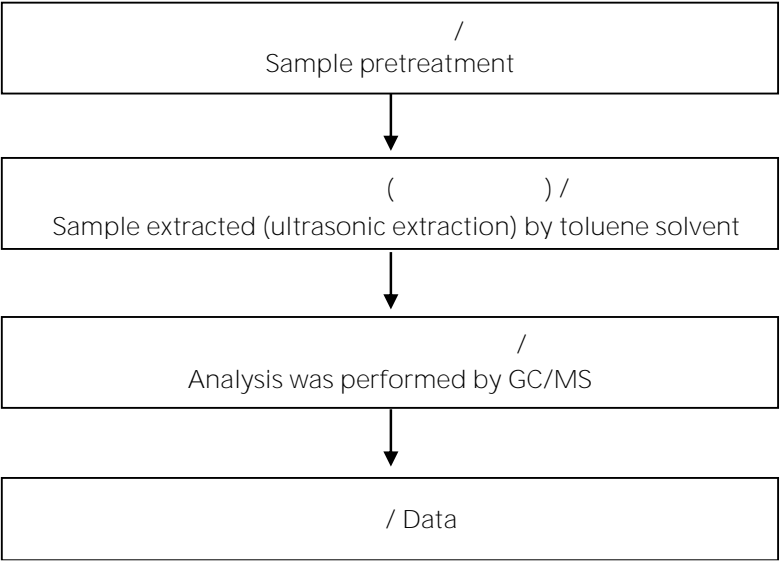 /
Sample pretreatment
( ) /
Sample extracted (ultrasonic extraction) by toluene solvent
/
Analysis was performed by GC/MS
/ Data